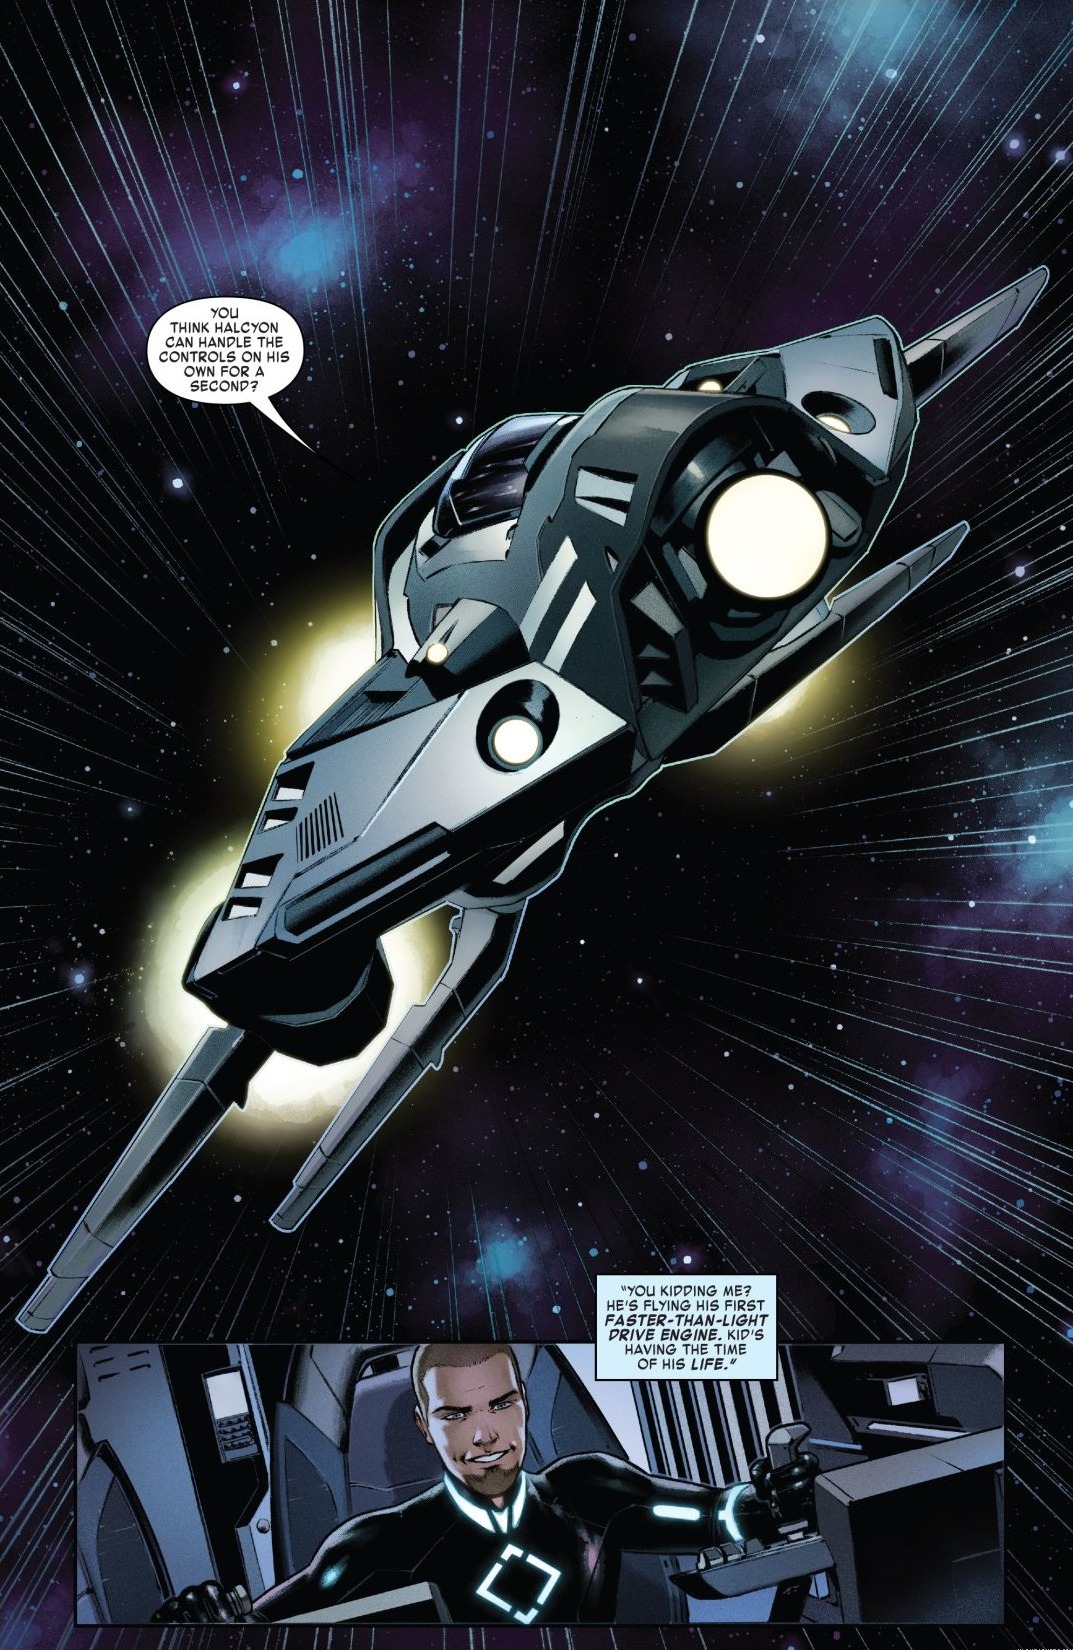 YOU
THINK HALCYON
CAN HANDLE THE
CONTROLS ON HIS
OWN FOR A
SECOND?
"YOU KIDDING ME?
HE'S FLYING HIS FIRST
FASTER-THAN-LIGHT
DRIVE ENGINE. KID'S
HAVING THE TIME
OF HIS LIFE."